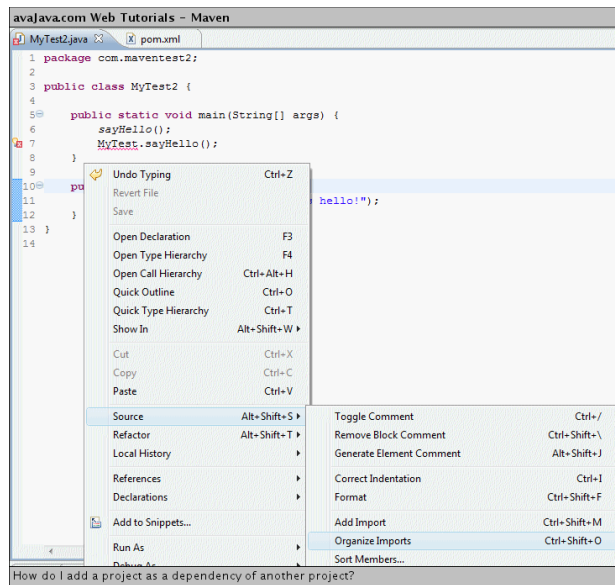 avaJava.com Web Tutorials - Maven
MyTest2.java pom.xml
1 package com.maventest2;
2
3 public class MyTest2 {
4
5 public static void main(String[] args) {
6 sayHello();
7 MyTest.sayHello();
8 }
9
10 pu
11 hello!");
12 }
13 }
14
Undo Typing Ctrl+Z
Revert File
Save
Open Declaration F3
Open Type Hierarchy F4
Open Call Hierarchy Ctrl+Alt+H
Quick Outline Ctrl+O
Quick Type Hierarchy Ctrl+T
Show In Alt+Shift+W
Cut Ctrl+X
Copy Ctrl+C
Paste Ctrl+V
Source Alt+Shift+S
Refactor Alt+Shift+T
Local History
References
Declarations
Add to Snippets...
Run As
Debug As
Toggle Comment Ctrl+/
Remove Block Comment Ctrl+Shift+\
Generate Element Comment Alt+Shift+J
Correct Indentation Ctrl+I
Format Ctrl+Shift+F
Add Import Ctrl+Shift+M
Organize Imports Ctrl+Shift+O
Sort Members...
How do I add a project as a dependency of another project?